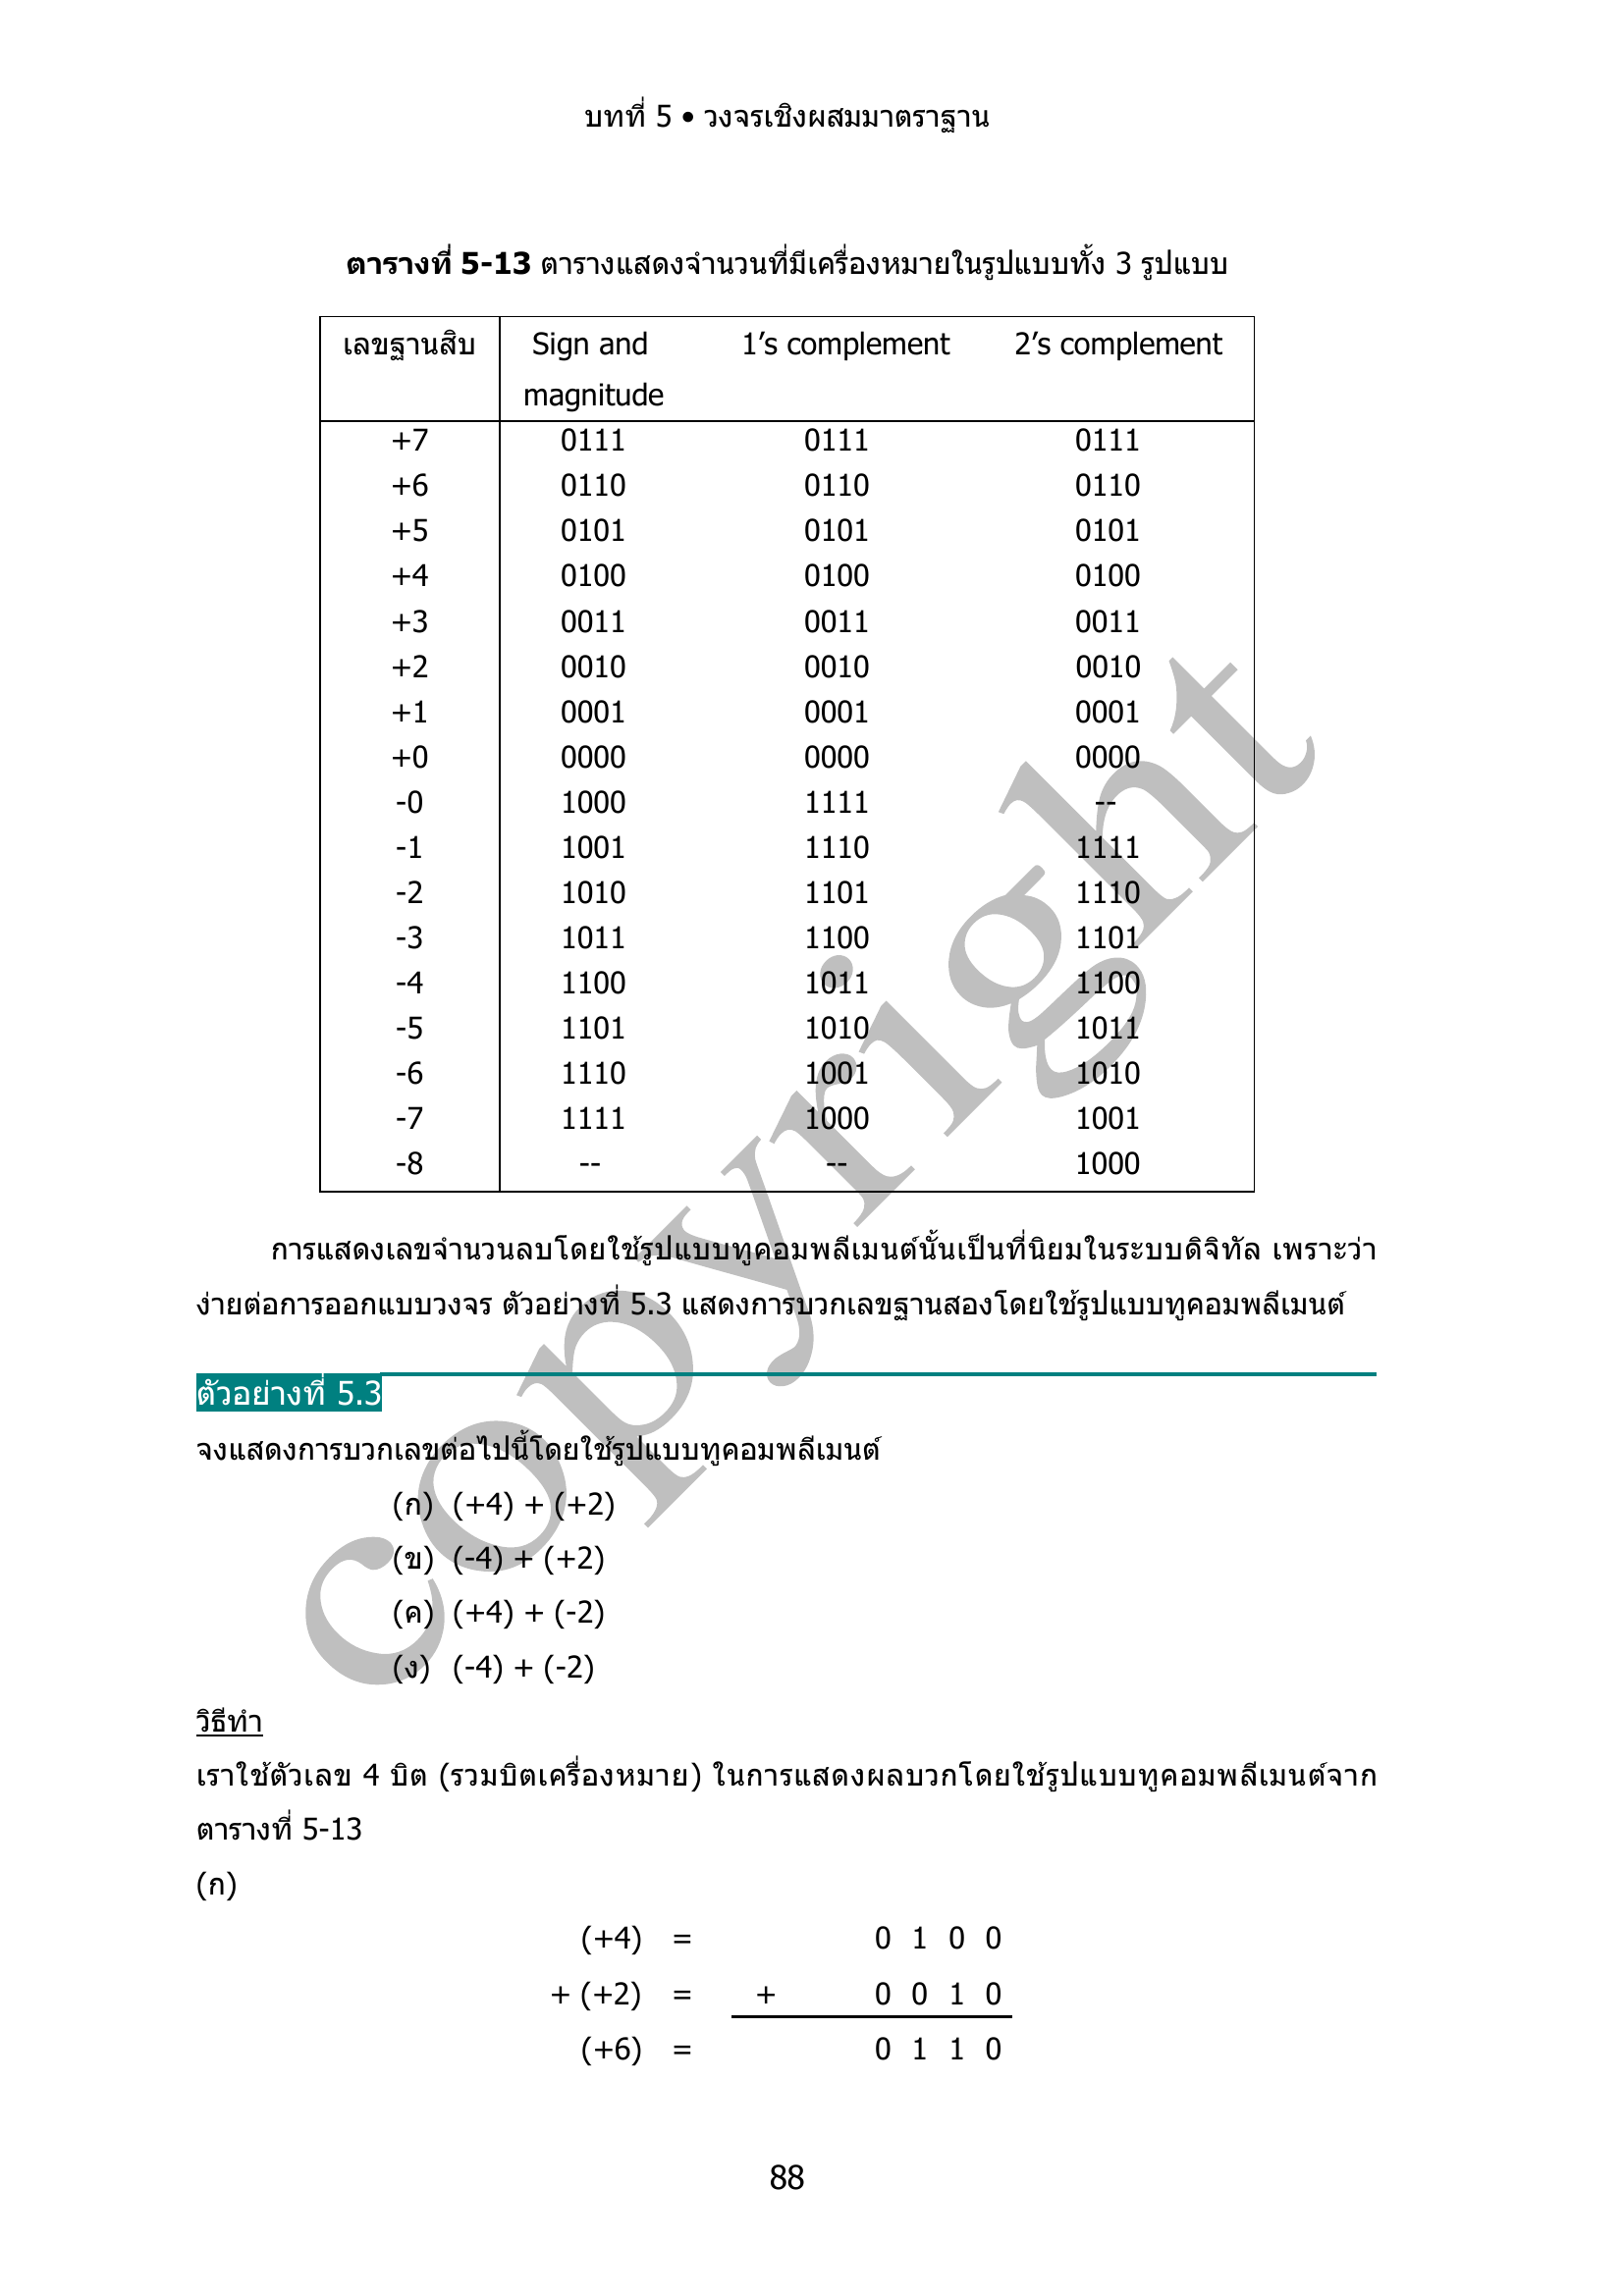 บทที่ 5 • วงจรเชิงผสมมาตราฐาน
ตารางที่ 5-13 ตารางแสดงจำนวนที่มีเครื่องหมายในรูปแบบทั้ง 3 รูปแบบ
เลขฐานสิบ Sign and magnitude 1’s complement 2’s complement
+7 0111 0111 0111
+6 0110 0110 0110
+5 0101 0101 0101
+4 0100 0100 0100
+3 0011 0011 0011
+2 0010 0010 0010
+1 0001 0001 0001
+0 0000 0000 0000
-0 1000 1111 --
-1 1001 1110 1111
-2 1010 1101 1110
-3 1011 1100 1101
-4 1100 1011 1100
-5 1101 1010 1011
-6 1110 1001 1010
-7 1111 1000 1001
-8 -- -- 1000
การแสดงเลขจำนวนลบโดยใช้รูปแบบทูคอมพลีเมนต์นั้นเป็นที่นิยมในระบบดิจิทัล เพราะว่า
ง่ายต่อการออกแบบวงจร ตัวอย่างที่ 5.3 แสดงการบวกเลขฐานสองโดยใช้รูปแบบทูคอมพลีเมนต์
ตัวอย่างที่ 5.3
จงแสดงการบวกเลขต่อไปนี้โดยใช้รูปแบบทูคอมพลีเมนต์
(ก) (+4) + (+2)
(ข) (-4) + (+2)
(ค) (+4) + (-2)
(ง) (-4) + (-2)
วิธีทำ
เราใช้ตัวเลข 4 บิต (รวมบิตเครื่องหมาย) ในการแสดงผลบวกโดยใช้รูปแบบทูคอมพลีเมนต์จาก
ตารางที่ 5-13
(ก)
(+4) = 0 1 0 0
+ (+2) = + 0 0 1 0
(+6) = 0 1 1 0
88
copyright